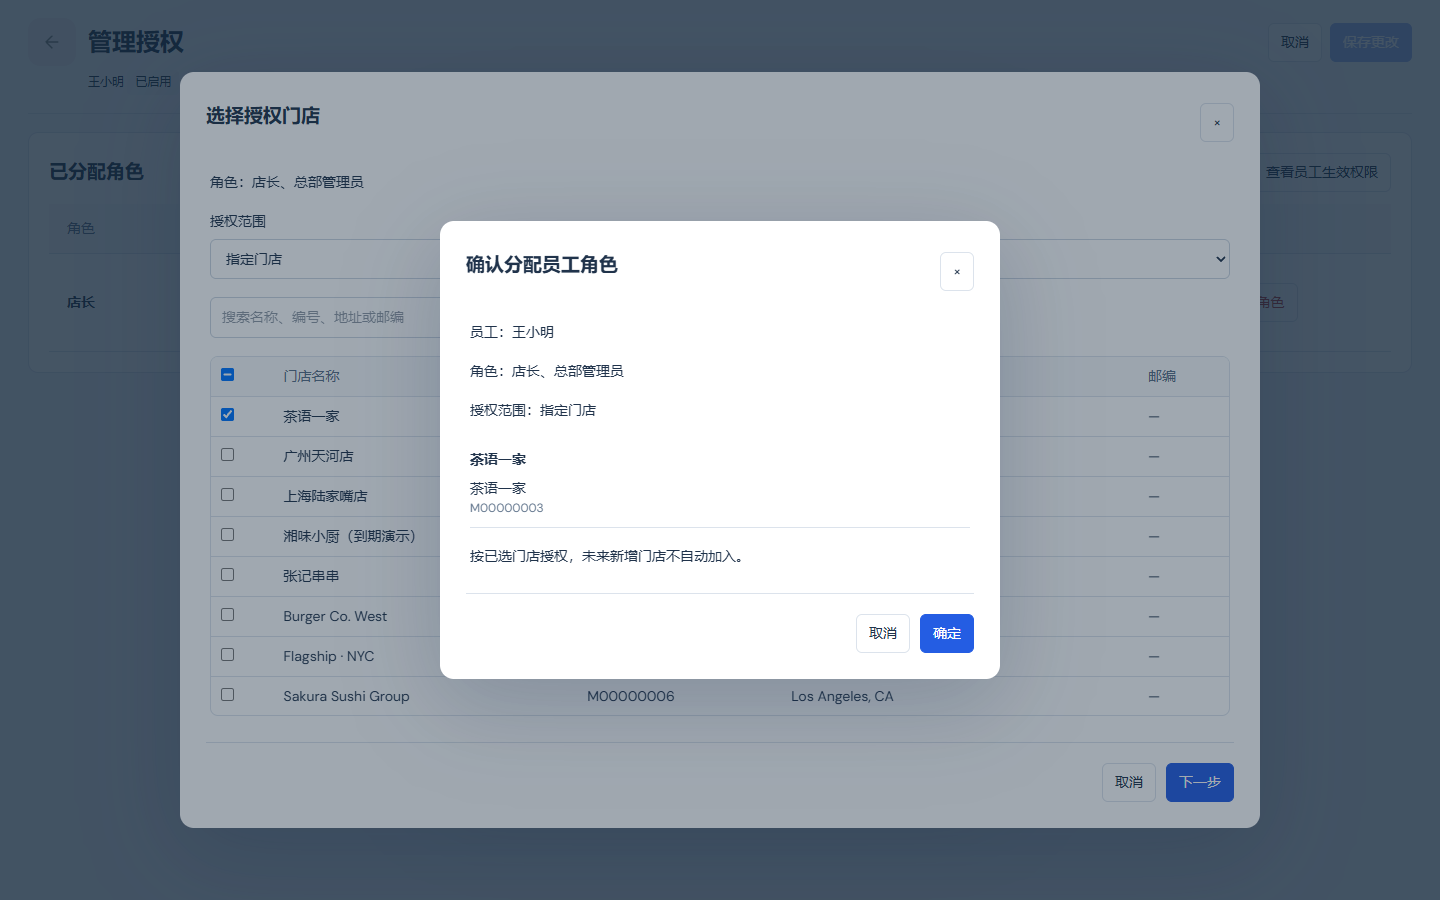 管理授权
取消
保存更改
王小明 已启用
选择授权门店
×
已分配角色
查看员工生效权限
角色：店长、总部管理员
授权范围
角色
指定门店
店长
角色
搜索名称、编号、地址或邮编
门店名称
邮编
茶语一家
—
广州天河店
—
上海陆家嘴店
—
湘味小厨（到期演示）
—
张记串串
—
Burger Co. West
—
Flagship · NYC
—
Sakura Sushi Group
M00000006
Los Angeles, CA
—
取消
下一步
确认分配员工角色
×
员工：王小明
角色：店长、总部管理员
授权范围：指定门店
茶语一家
茶语一家
M00000003
按已选门店授权，未来新增门店不自动加入。
取消
确定